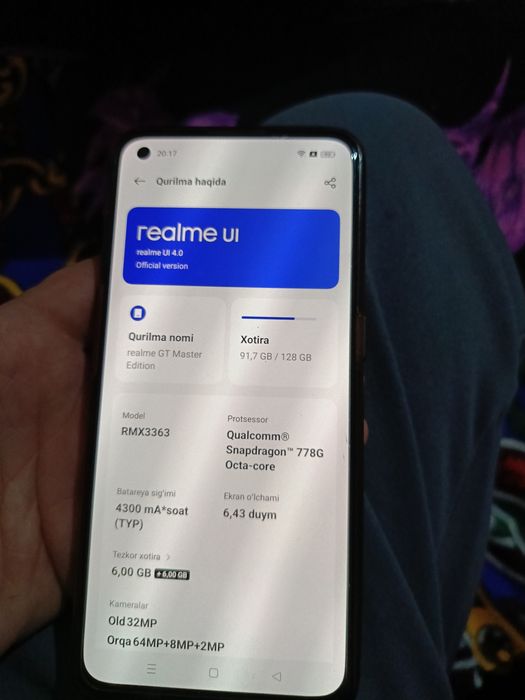 20:17
← Qurilma haqida
realme UI
realme UI 4.0
Official version
Qurilma nomi
realme GT Master
Edition
Xotira
91,7 GB / 128 GB
Model
RMX3363
Protsessor
Qualcomm®
Snapdragon™ 778G
Octa-core
Batareya sig'imi
4300 mA*soat
(TYP)
Ekran o'lchami
6,43 duym
Tezkor xotira >
6,00 GB +6,00 GB
Kameralar
Old 32MP
Orqa 64MP+8MP+2MP